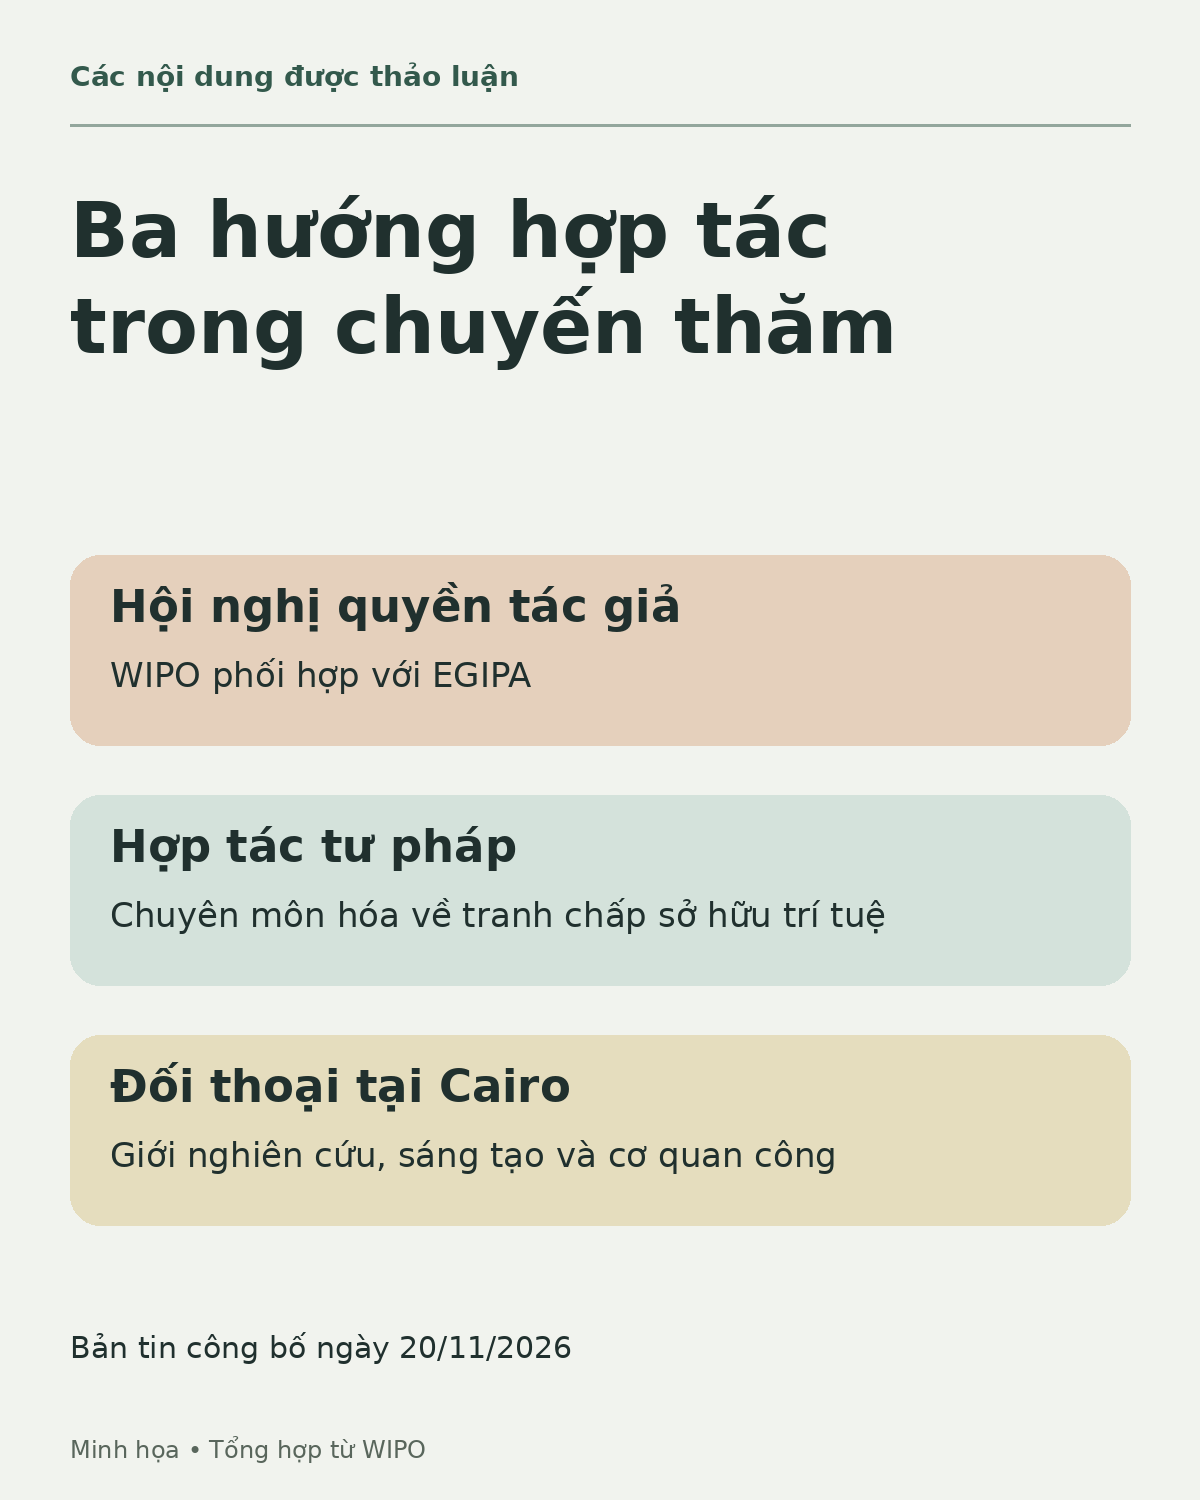 Các nội dung được thảo luận
Ba hướng hợp tác
trong chuyến thăm
Hội nghị quyền tác giả
WIPO phối hợp với EGIPA
Hợp tác tư pháp
Chuyên môn hóa về tranh chấp sở hữu trí tuệ
Đối thoại tại Cairo
Giới nghiên cứu, sáng tạo và cơ quan công
Bản tin công bố ngày 20/11/2026
Minh họa • Tổng hợp từ WIPO